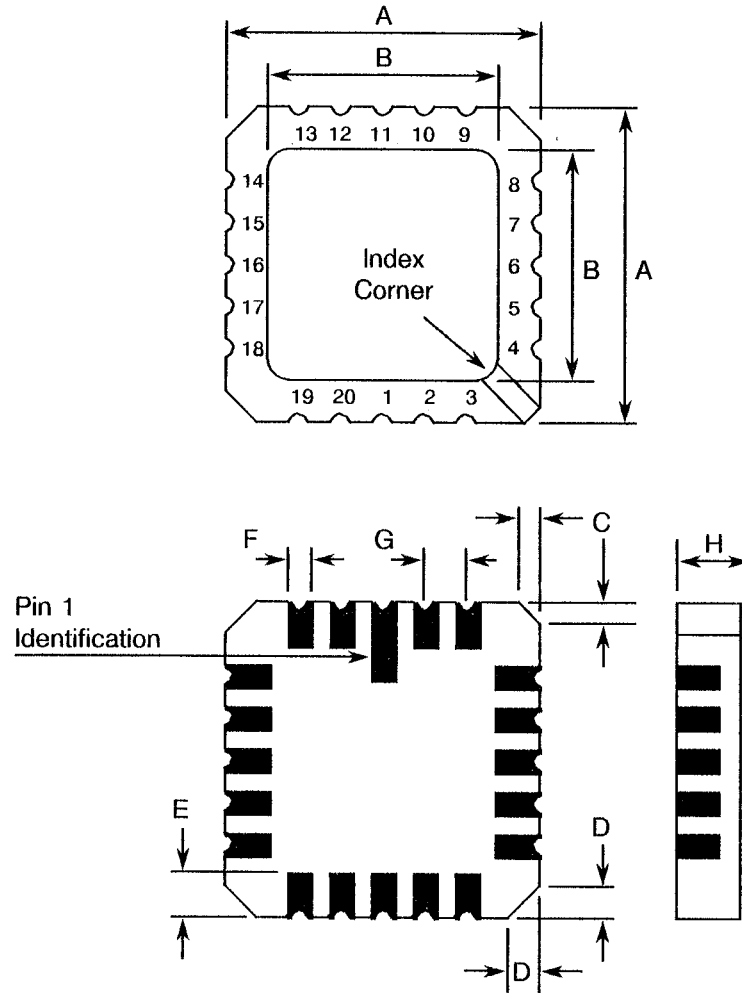 A
B
13 12 11 10 9
14 8
15 7
16 6
17 5
18 4
Index
Corner
B
A
19 20 1 2 3
C
F
G
H
Pin 1
Identification
E
D
D